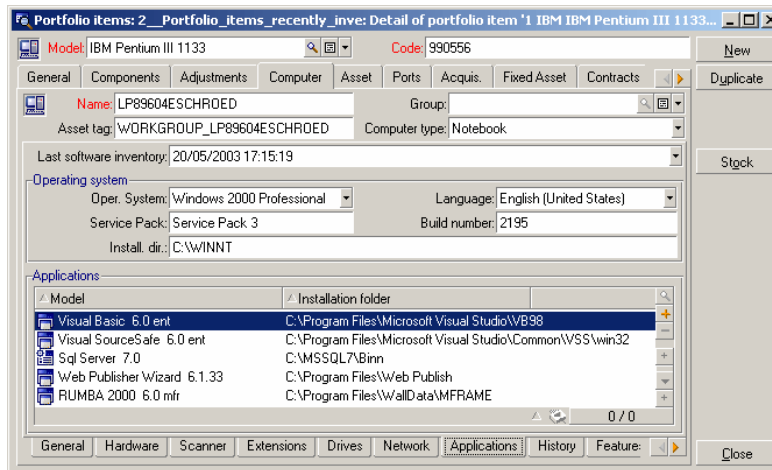 Portfolio items: 2__Portfolio_items_recently_inve: Detail of portfolio item '1 IBM IBM Pentium III 1133...
Model: IBM Pentium III 1133 Code: 990556 New
General Components Adjustments Computer Asset Ports Acquis. Fixed Asset Contracts Duplicate
Name: LP89604ESCHROED Group:
Asset tag: WORKGROUP_LP89604ESCHROED Computer type: Notebook
Last software inventory: 20/05/2003 17:15:19 Stock
Operating system
Oper. System: Windows 2000 Professional Language: English (United States)
Service Pack: Service Pack 3 Build number: 2195
Install. dir.: C:\WINNT
Applications
Model Installation folder
Visual Basic 6.0 ent C:\Program Files\Microsoft Visual Studio\VB98
Visual SourceSafe 6.0 ent C:\Program Files\Microsoft Visual Studio\Common\VSS\win32
Sql Server 7.0 C:\MSSQL7\Binn
Web Publisher Wizard 6.1.33 C:\Program Files\Web Publish
RUMBA 2000 6.0 mfr C:\Program Files\WallData\MFRAME
0 / 0
General Hardware Scanner Extensions Drives Network Applications History Feature: Close